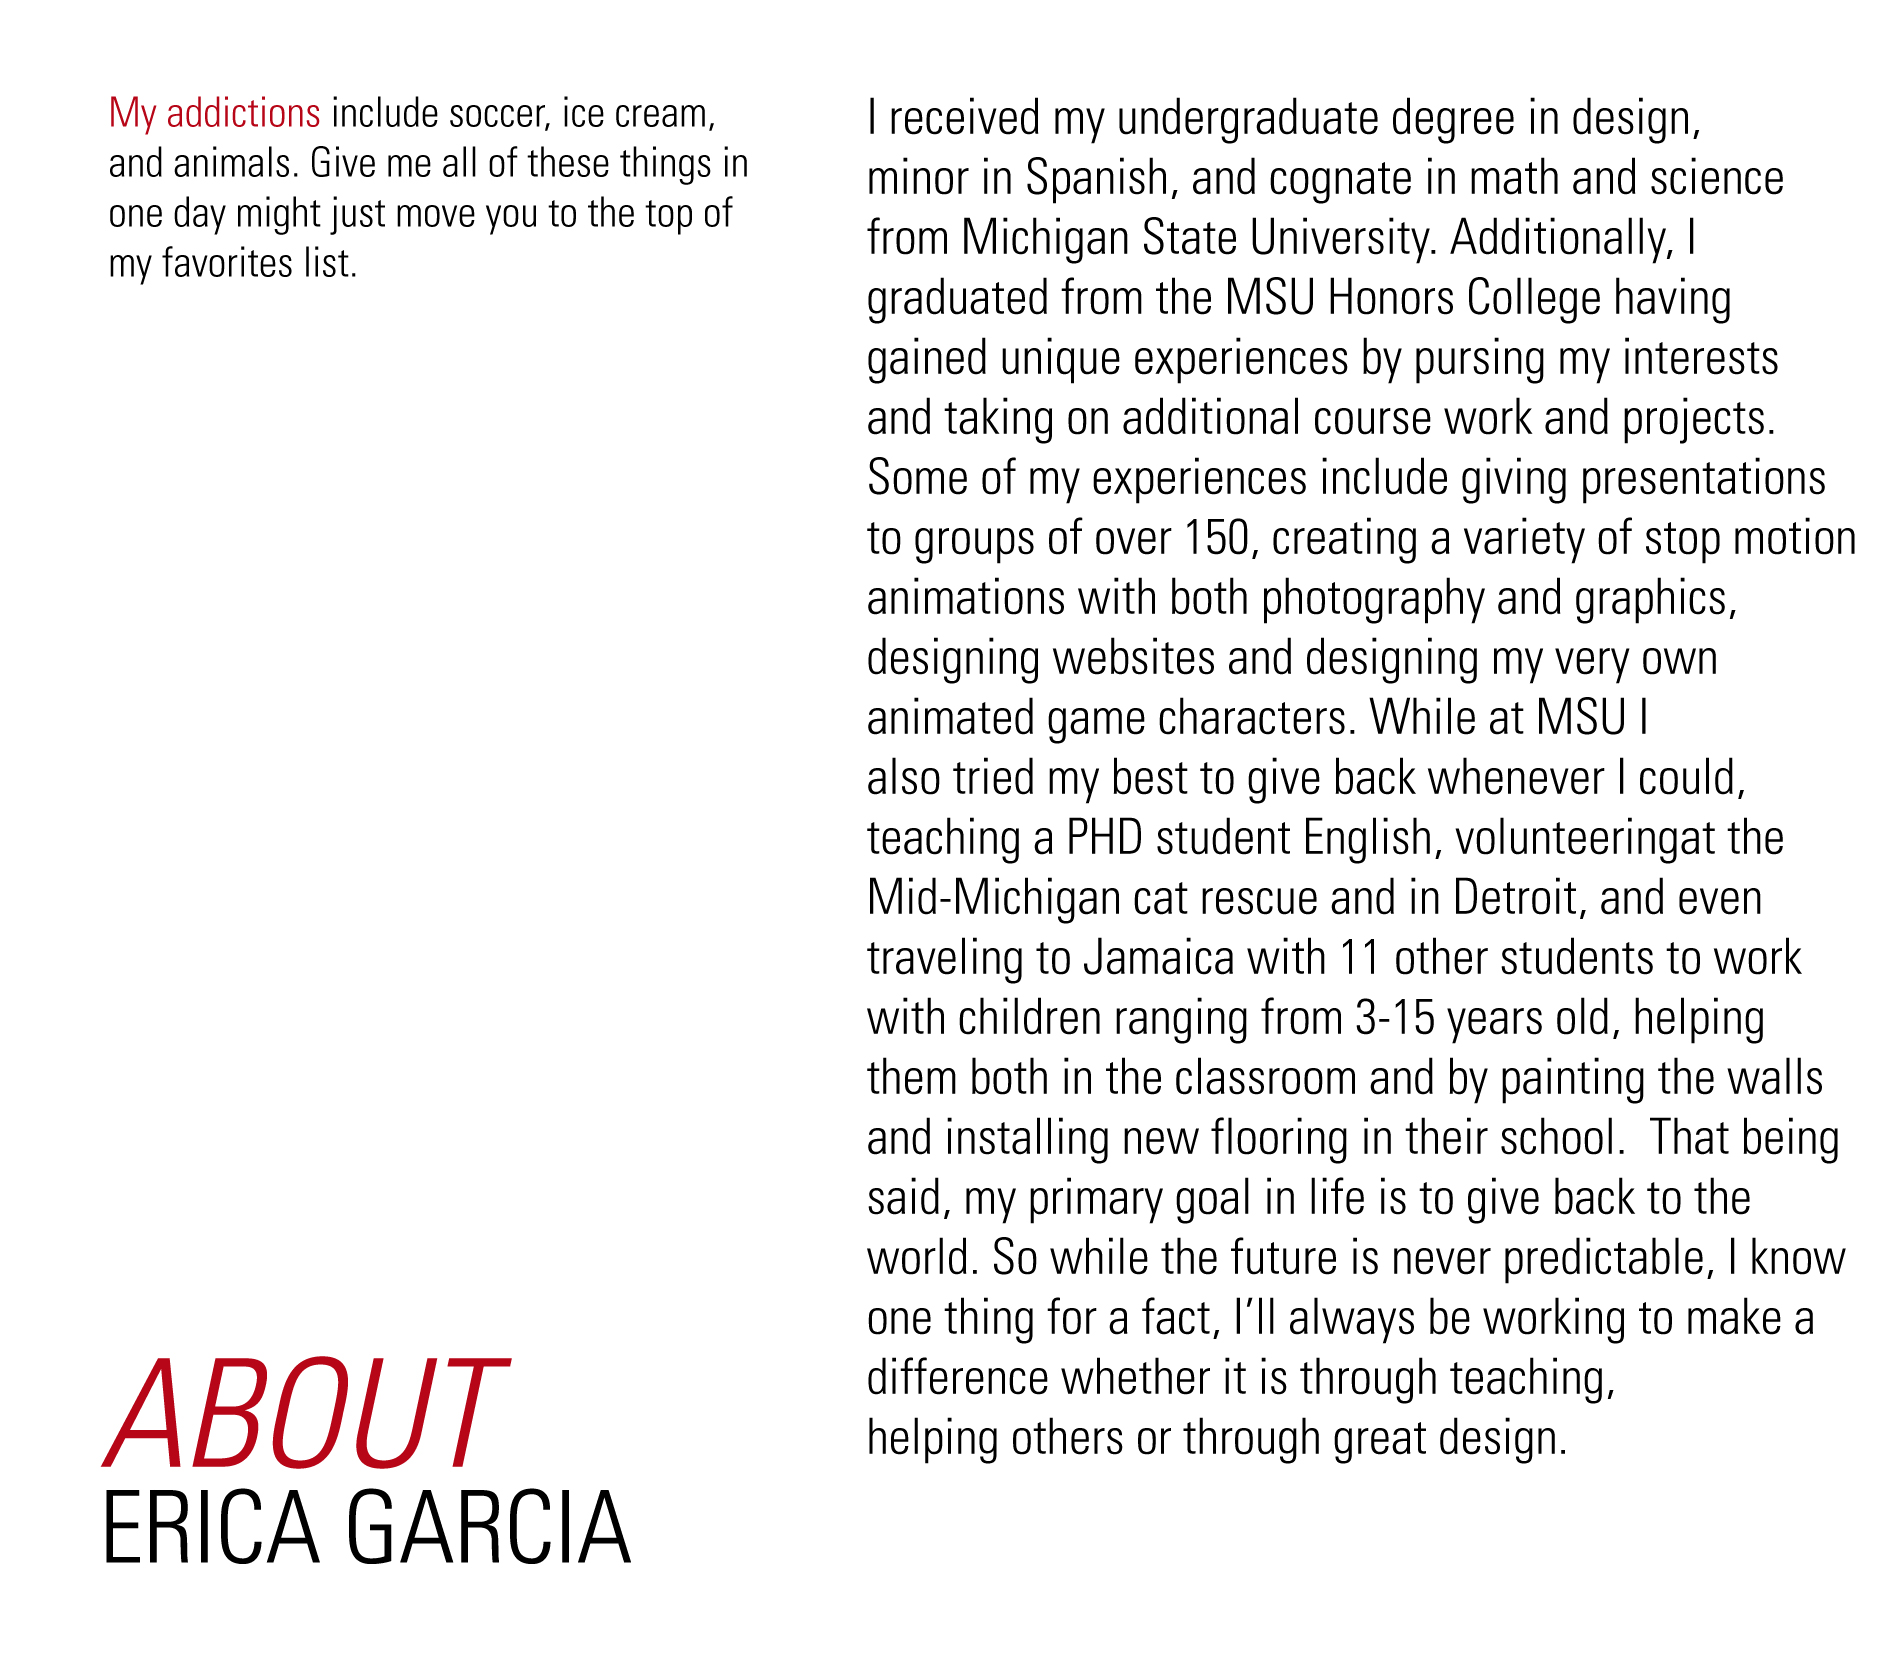 My addictions include soccer, ice cream,
and animals. Give me all of these things in
one day might just move you to the top of
my favorites list.
ABOUT
ERICA GARCIA
I received my undergraduate degree in design,
minor in Spanish, and cognate in math and science
from Michigan State University. Additionally, I
graduated from the MSU Honors College having
gained unique experiences by pursing my interests
and taking on additional course work and projects.
Some of my experiences include giving presentations
to groups of over 150, creating a variety of stop motion
animations with both photography and graphics,
designing websites and designing my very own
animated game characters. While at MSU I
also tried my best to give back whenever I could,
teaching a PHD student English, volunteeringat the
Mid-Michigan cat rescue and in Detroit, and even
traveling to Jamaica with 11 other students to work
with children ranging from 3-15 years old, helping
them both in the classroom and by painting the walls
and installing new flooring in their school.  That being
said, my primary goal in life is to give back to the
world. So while the future is never predictable, I know
one thing for a fact, I’ll always be working to make a
difference whether it is through teaching,
helping others or through great design.